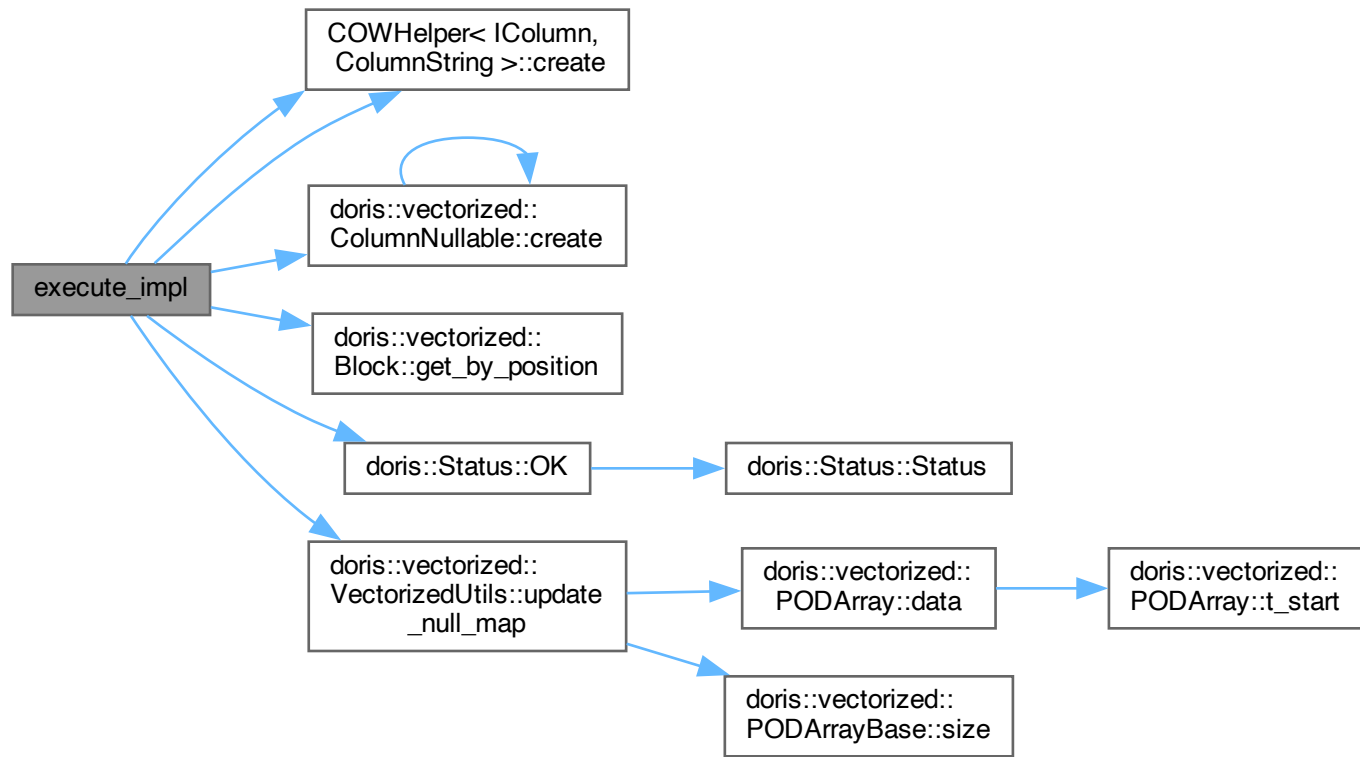 COWHelper< IColumn,
ColumnString >::create
doris::vectorized::
ColumnNullable::create
execute_impl
doris::vectorized::
Block::get_by_position
doris::Status::OK
doris::Status::Status
doris::vectorized::
VectorizedUtils::update
_null_map
doris::vectorized::
PODArray::data
doris::vectorized::
PODArray::t_start
doris::vectorized::
PODArrayBase::size